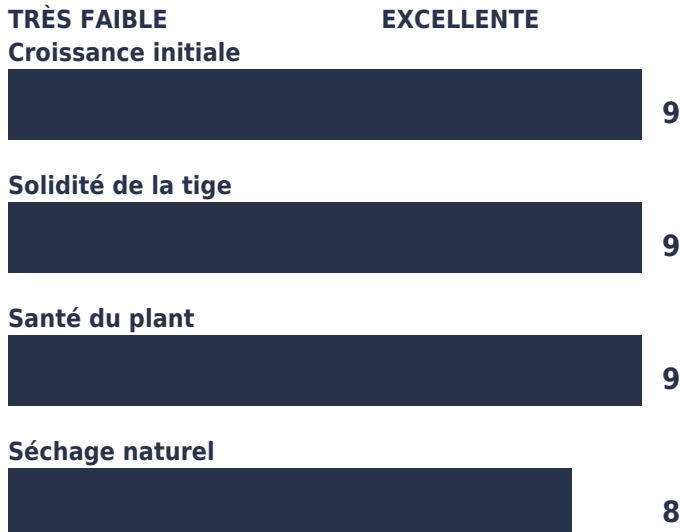 TRÈS FAIBLE EXCELLENTE
Croissance initiale
9
Solidité de la tige
9
Santé du plant
9
Séchage naturel
8